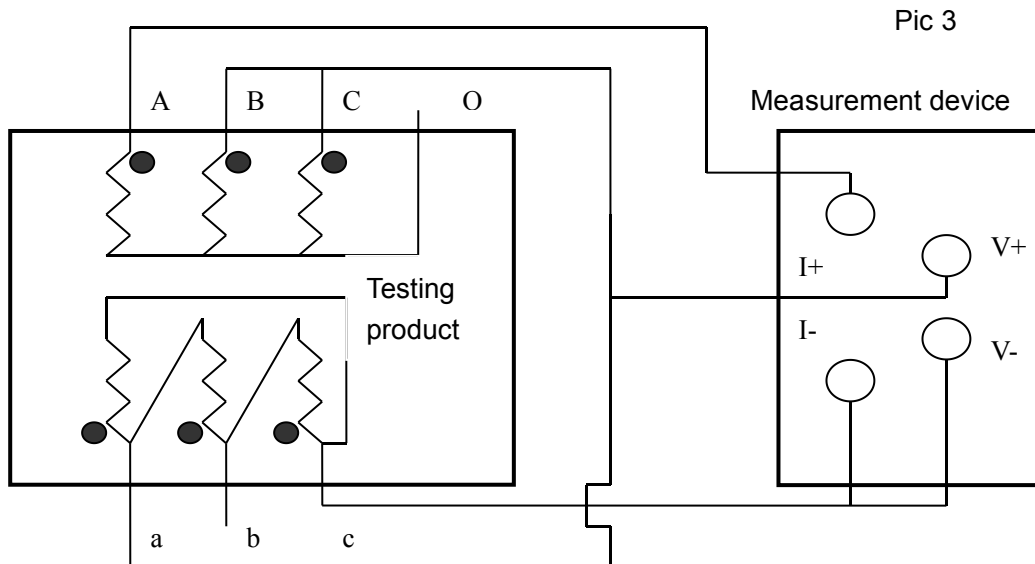 Pic 3
A B C O
Measurement device
I+
V+
Testing
product
I-
V-
a b c